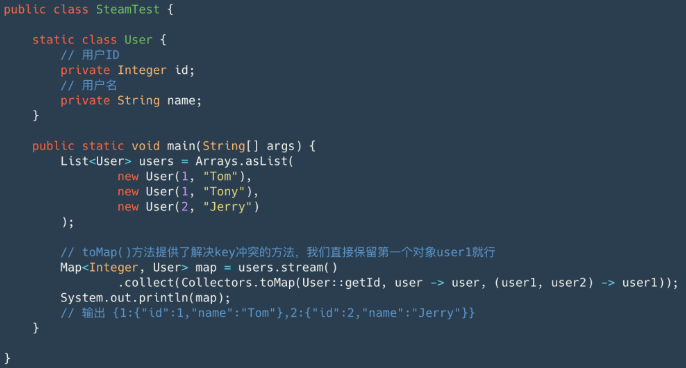 public class SteamTest {
static class User {
// 用户ID
private Integer id;
// 用户名
private String name;
}
public static void main(String[] args) {
List<User> users = Arrays.asList(
new User(1, "Tom"),
new User(1, "Tony"),
new User(2, "Jerry")
);
// toMap()方法提供了解决key冲突的方法，我们直接保留第一个对象user1就行
Map<Integer, User> map = users.stream()
.collect(Collectors.toMap(User::getId, user -> user, (user1, user2) -> user1));
System.out.println(map);
// 输出 {1:{"id":1,"name":"Tom"},2:{"id":2,"name":"Jerry"}}
}
}